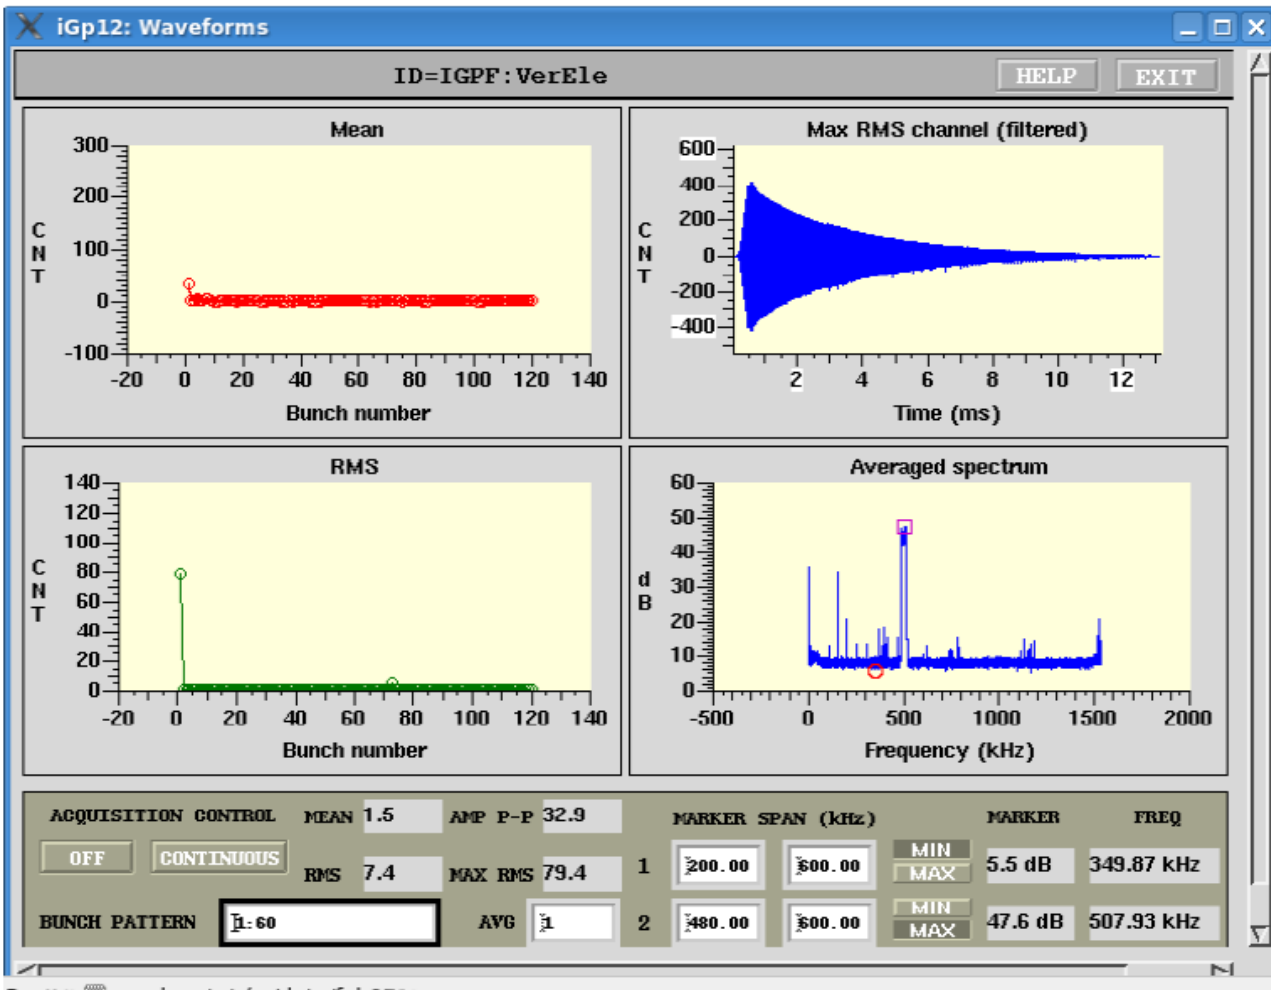 iGp12: Waveforms
ID=IGPF:VerEle
HELP
EXIT
Mean
300
200
100
0
-100
CNT
-20 0 20 40 60 80 100 120 140
Bunch number
Max RMS channel (filtered)
600
400
200
0
-200
-400
CNT
2 4 6 8 10 12
Time (ms)
RMS
140
120
100
80
60
40
20
0
CNT
-20 0 20 40 60 80 100 120 140
Bunch number
Averaged spectrum
60
50
40
30
20
10
0
dB
-500 0 500 1000 1500 2000
Frequency (kHz)
ACQUISITION CONTROL MEAN 1.5 AMP P-P 32.9
OFF CONTINUOUS
RMS 7.4 MAX RMS 79.4
BUNCH PATTERN 1:60 AVG 1
MARKER SPAN (kHz) MARKER FREQ
1 200.00 600.00 MIN MAX 5.5 dB 349.87 kHz
2 480.00 600.00 MIN MAX 47.6 dB 507.93 kHz